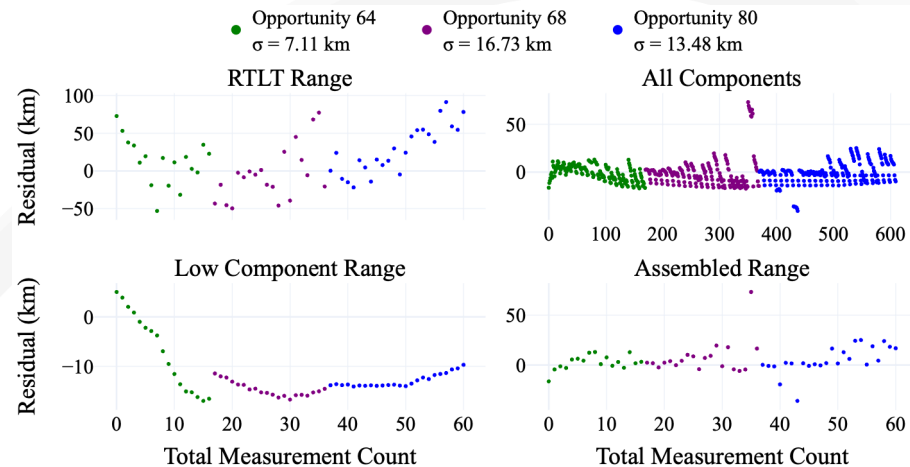 Opportunity 64
σ = 7.11 km
Opportunity 68
σ = 16.73 km
Opportunity 80
σ = 13.48 km
RTLT Range
All Components
Residual (km)
100
50
0
−50
50
0
0
100
200
300
400
500
600
Low Component Range
Assembled Range
Residual (km)
0
−10
50
0
0
10
20
30
40
50
60
0
10
20
30
40
50
60
Total Measurement Count
Total Measurement Count